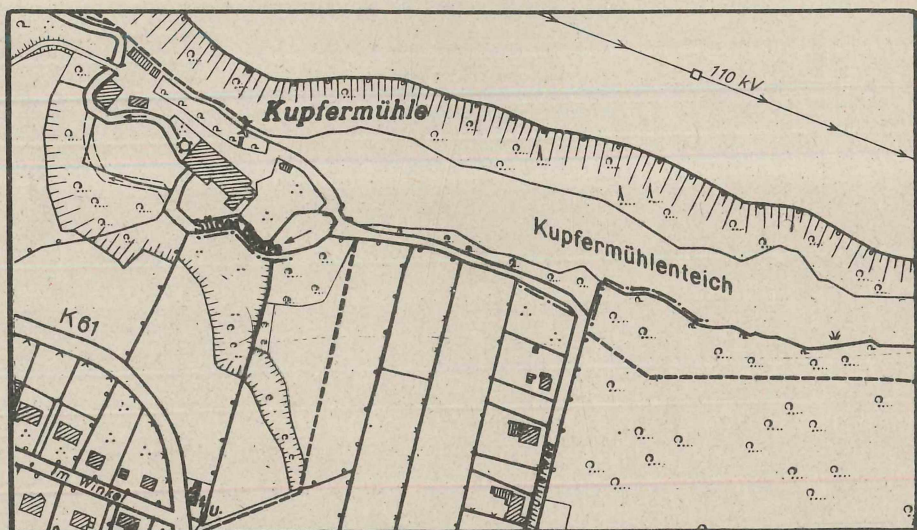 110 kV
Kupfermühle
Kupfermühlenteich
K61
Im Winkel
u.